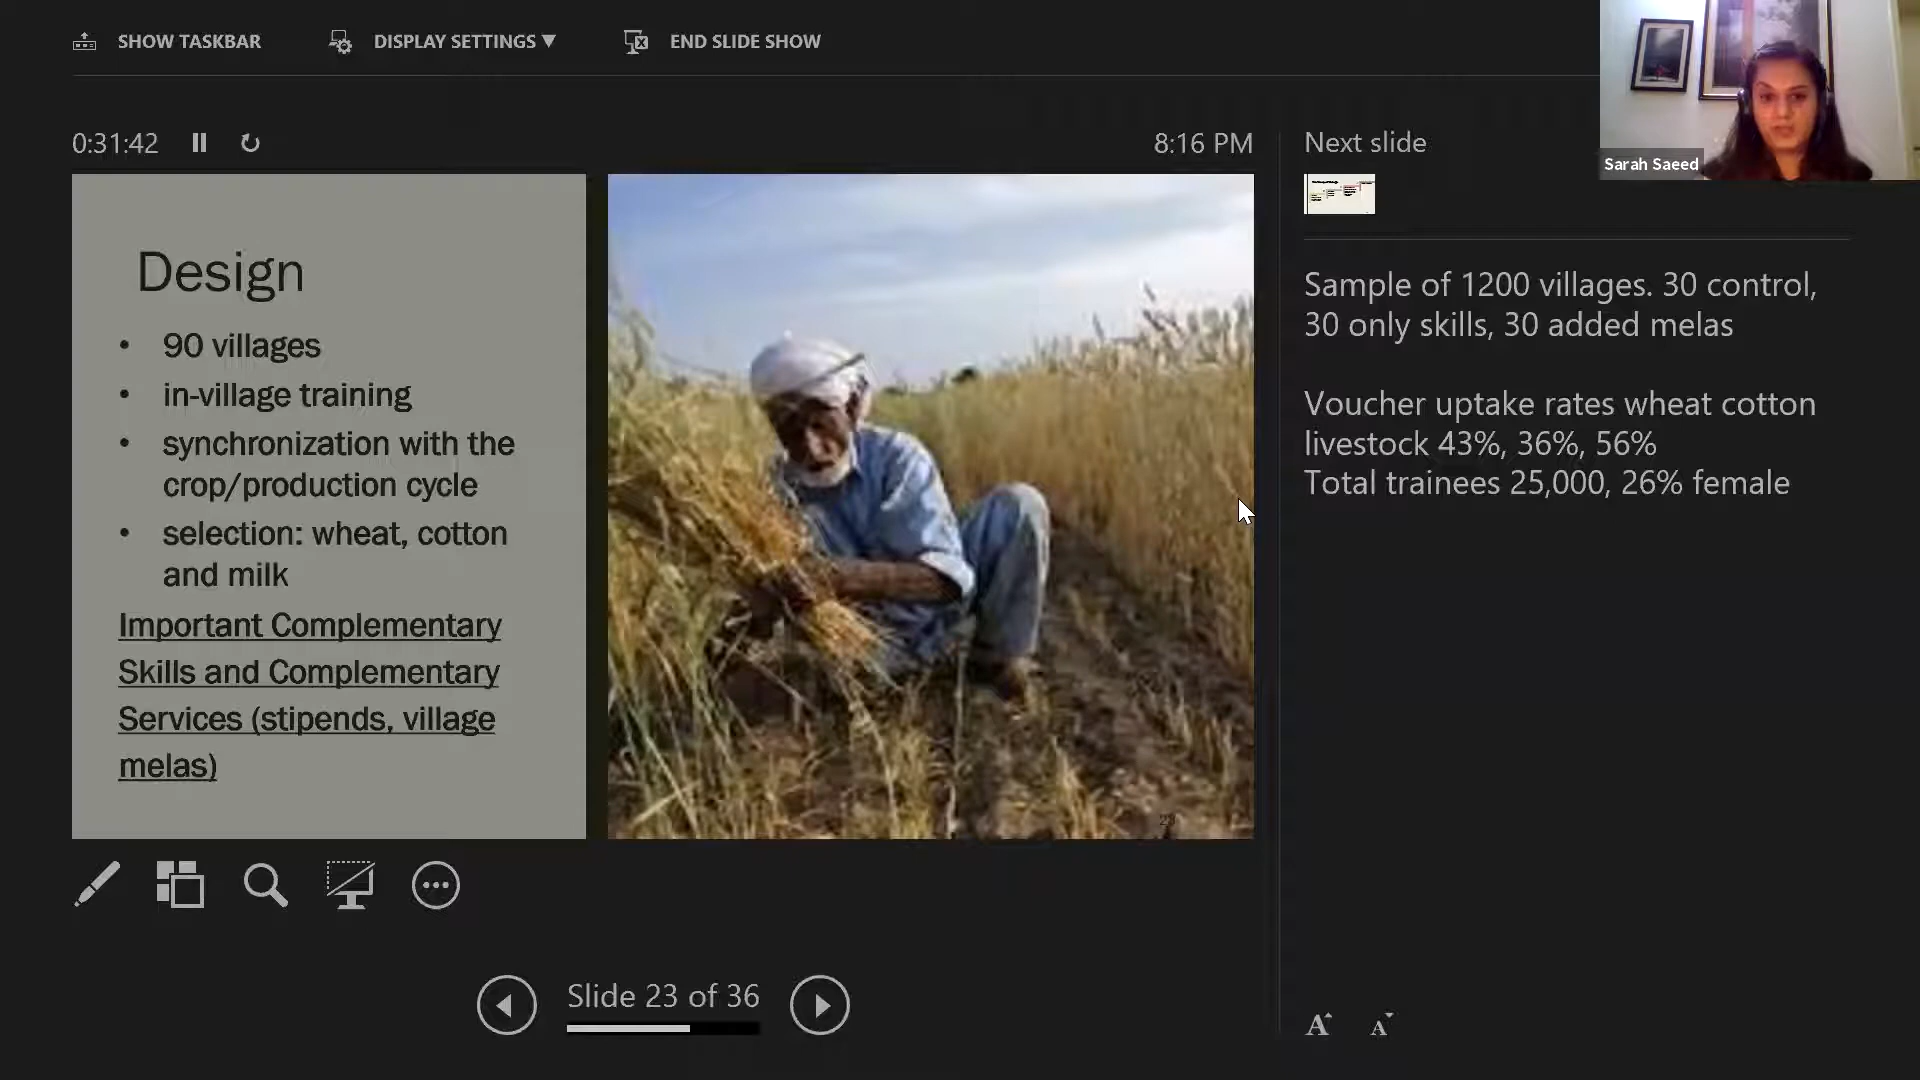 SHOW TASKBAR
DISPLAY SETTINGS ▼
END SLIDE SHOW
0:31:42
8:16 PM
Next slide
Sarah Saeed
Design
• 90 villages
• in-village training
• synchronization with the
crop/production cycle
• selection: wheat, cotton
and milk
Important Complementary
Skills and Complementary
Services (stipends, village
melas)
23
Sample of 1200 villages. 30 control,
30 only skills, 30 added melas
Voucher uptake rates wheat cotton
livestock 43%, 36%, 56%
Total trainees 25,000, 26% female
Slide 23 of 36
A A